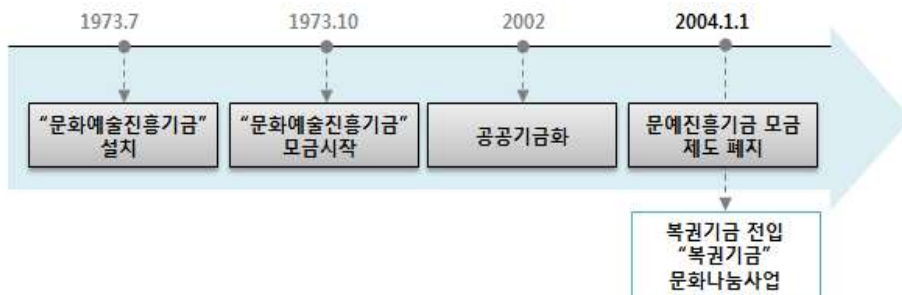 1973.7
1973.10
2002
2004.1.1
“문화예술진흥기금”
설치
“문화예술진흥기금”
모금시작
공공기금화
문예진흥기금 모금
제도 폐지
복권기금 전입
“복권기금”
문화나눔사업